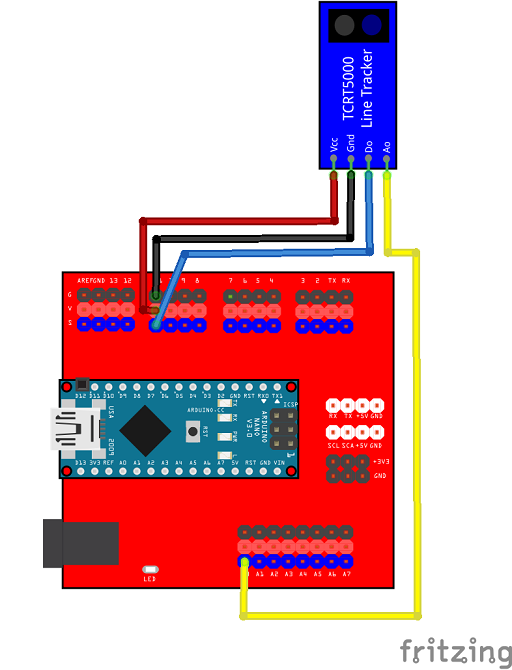 TCRT5000
Line Tracker
Vcc
Gnd
Do
Ao
AREF GND 13 12
9 8
7 6 5 4
3 2 TX RX
G
V
S
D12 D11 D10 D9 D8 D7 D6 D5 D4 D3 D2 GND RST RX0 TX1
USA
2009
ARDUINO.CC
RST
TX
RX
PWR
L
ARDUINO
NANO
V3.0
ICSP
1
D13 3V3 REF A0 A1 A2 A3 A4 A5 A6 A7 5V RST GND VIN
RX TX +5V GND
SCL SCA +5V GND
+3V3
GND
A1 A2 A3 A4 A5 A6 A7
LED
fritzing